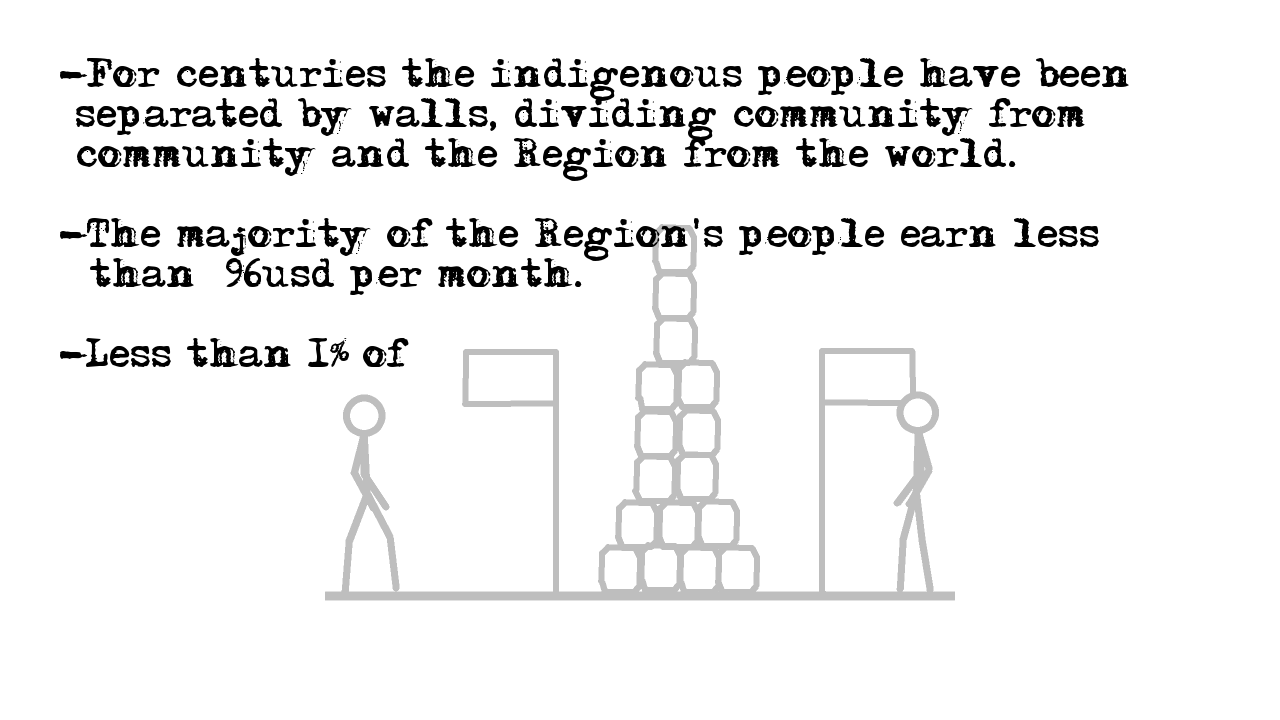 -For centuries the indigenous people have been
separated by walls, dividing community from
community and the Region from the world.
-The majority of the Region's people earn less
than 96usd per month.
-Less than 1% of